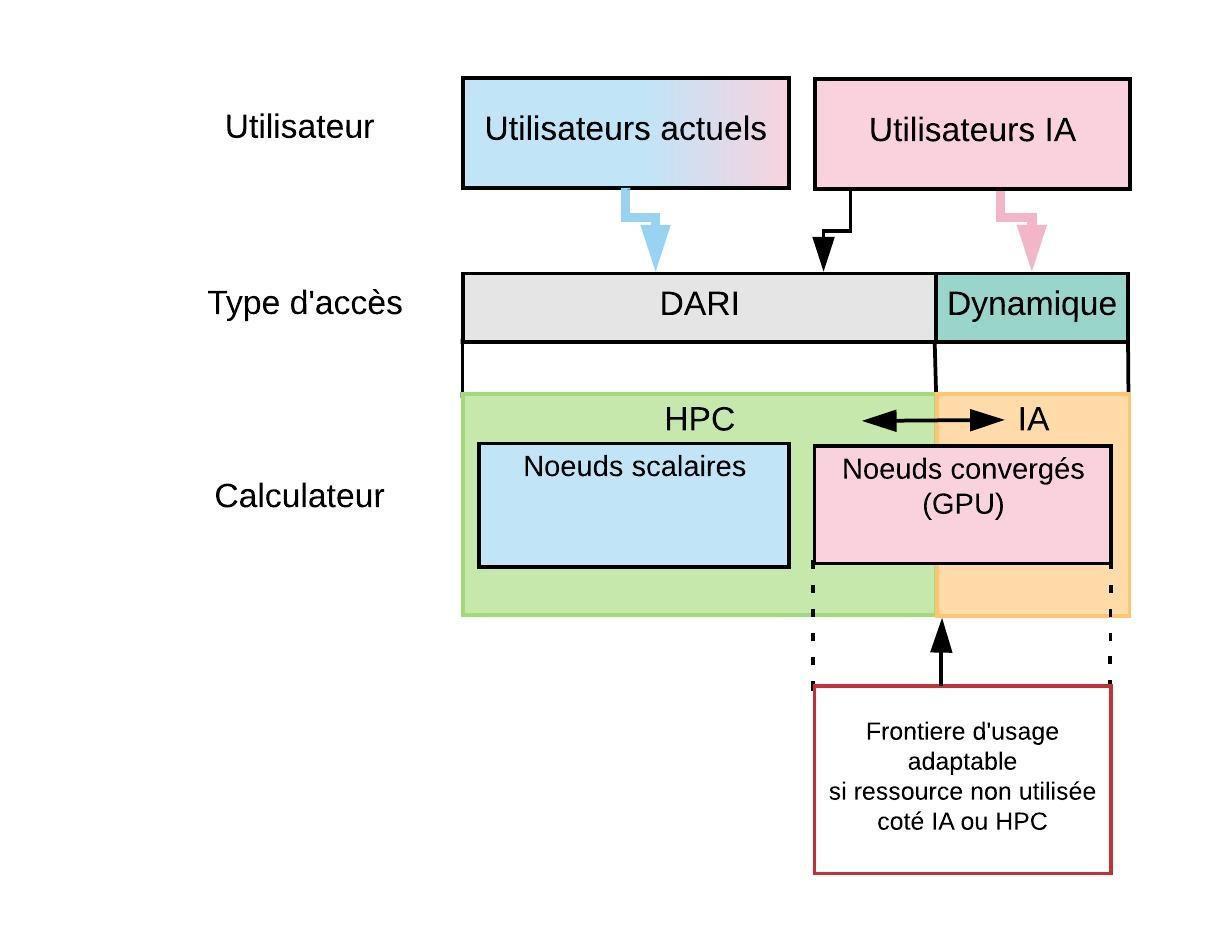 Utilisateur
Utilisateurs actuels
Utilisateurs IA
Type d'accès
DARI
Dynamique
HPC
IA
Calculateur
Noeuds scalaires
Noeuds convergés
(GPU)
Frontiere d'usage
adaptable
si ressource non utilisée
coté IA ou HPC